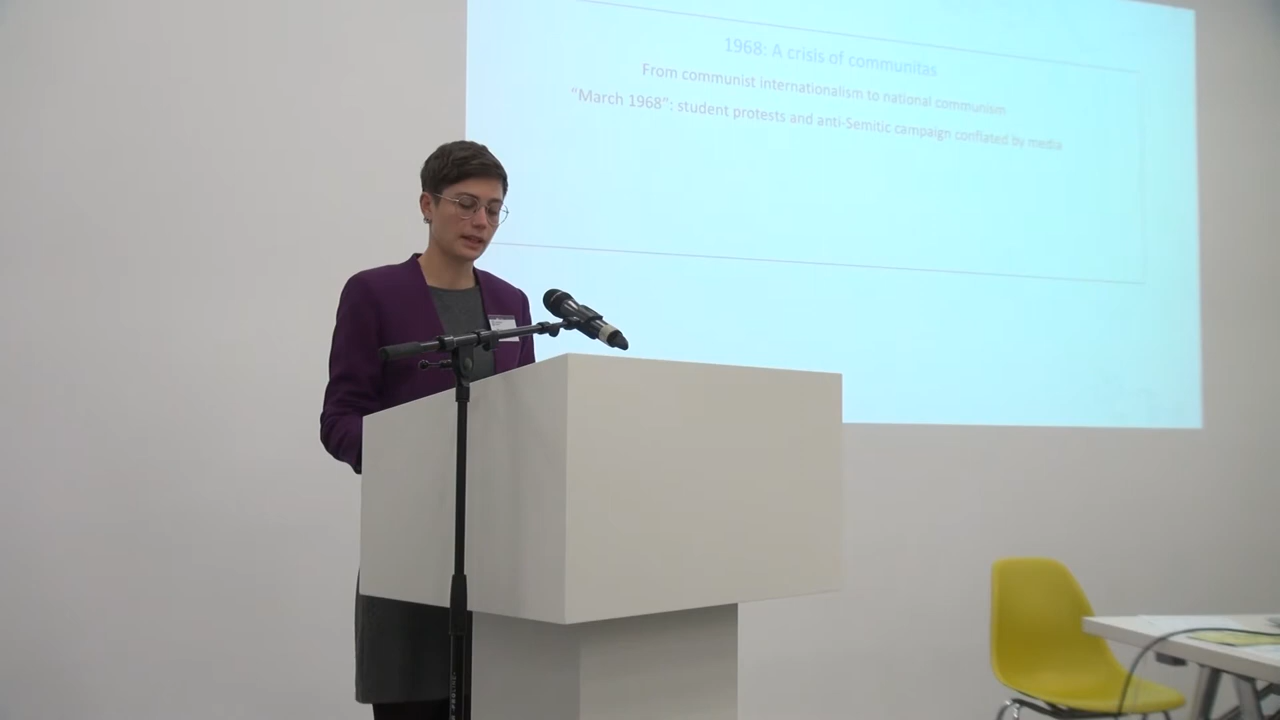 1968: A crisis of communitas
From communist internationalism to national communism
“March 1968”: student protests and anti-Semitic campaign conflated by media